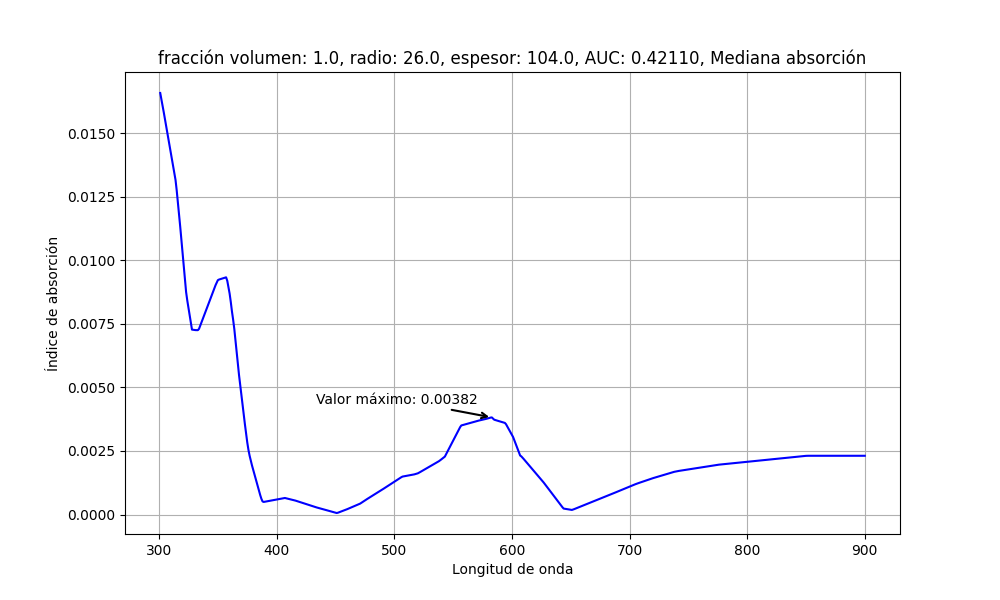 fracción volumen: 1.0, radio: 26.0, espesor: 104.0, AUC: 0.42110, Mediana absorción
0.0150
0.0125
0.0100
0.0075
0.0050
0.0025
0.0000
Índice de absorción
Valor máximo: 0.00382
300 400 500 600 700 800 900
Longitud de onda